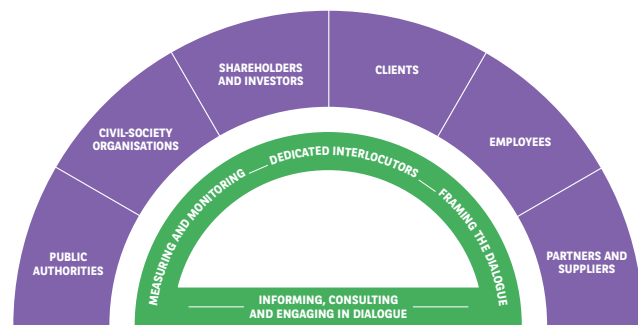 SHAREHOLDERS
AND INVESTORS
CLIENTS
CIVIL-SOCIETY
ORGANISATIONS
EMPLOYEES
PUBLIC
AUTHORITIES
PARTNERS AND
SUPPLIERS
MEASURING AND MONITORING
DEDICATED INTERLOCUTORS
FRAMING THE DIALOGUE
INFORMING, CONSULTING
AND ENGAGING IN DIALOGUE